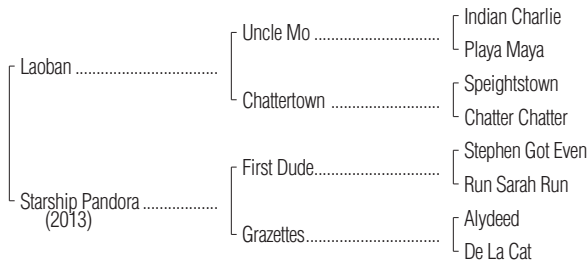 Indian Charlie
Uncle Mo
Playa Maya
Laoban
Speightstown
Chattertown
Chatter Chatter
Stephen Got Even
First Dude
Run Sarah Run
Starship Pandora
(2013)
Alydeed
Grazettes
De La Cat